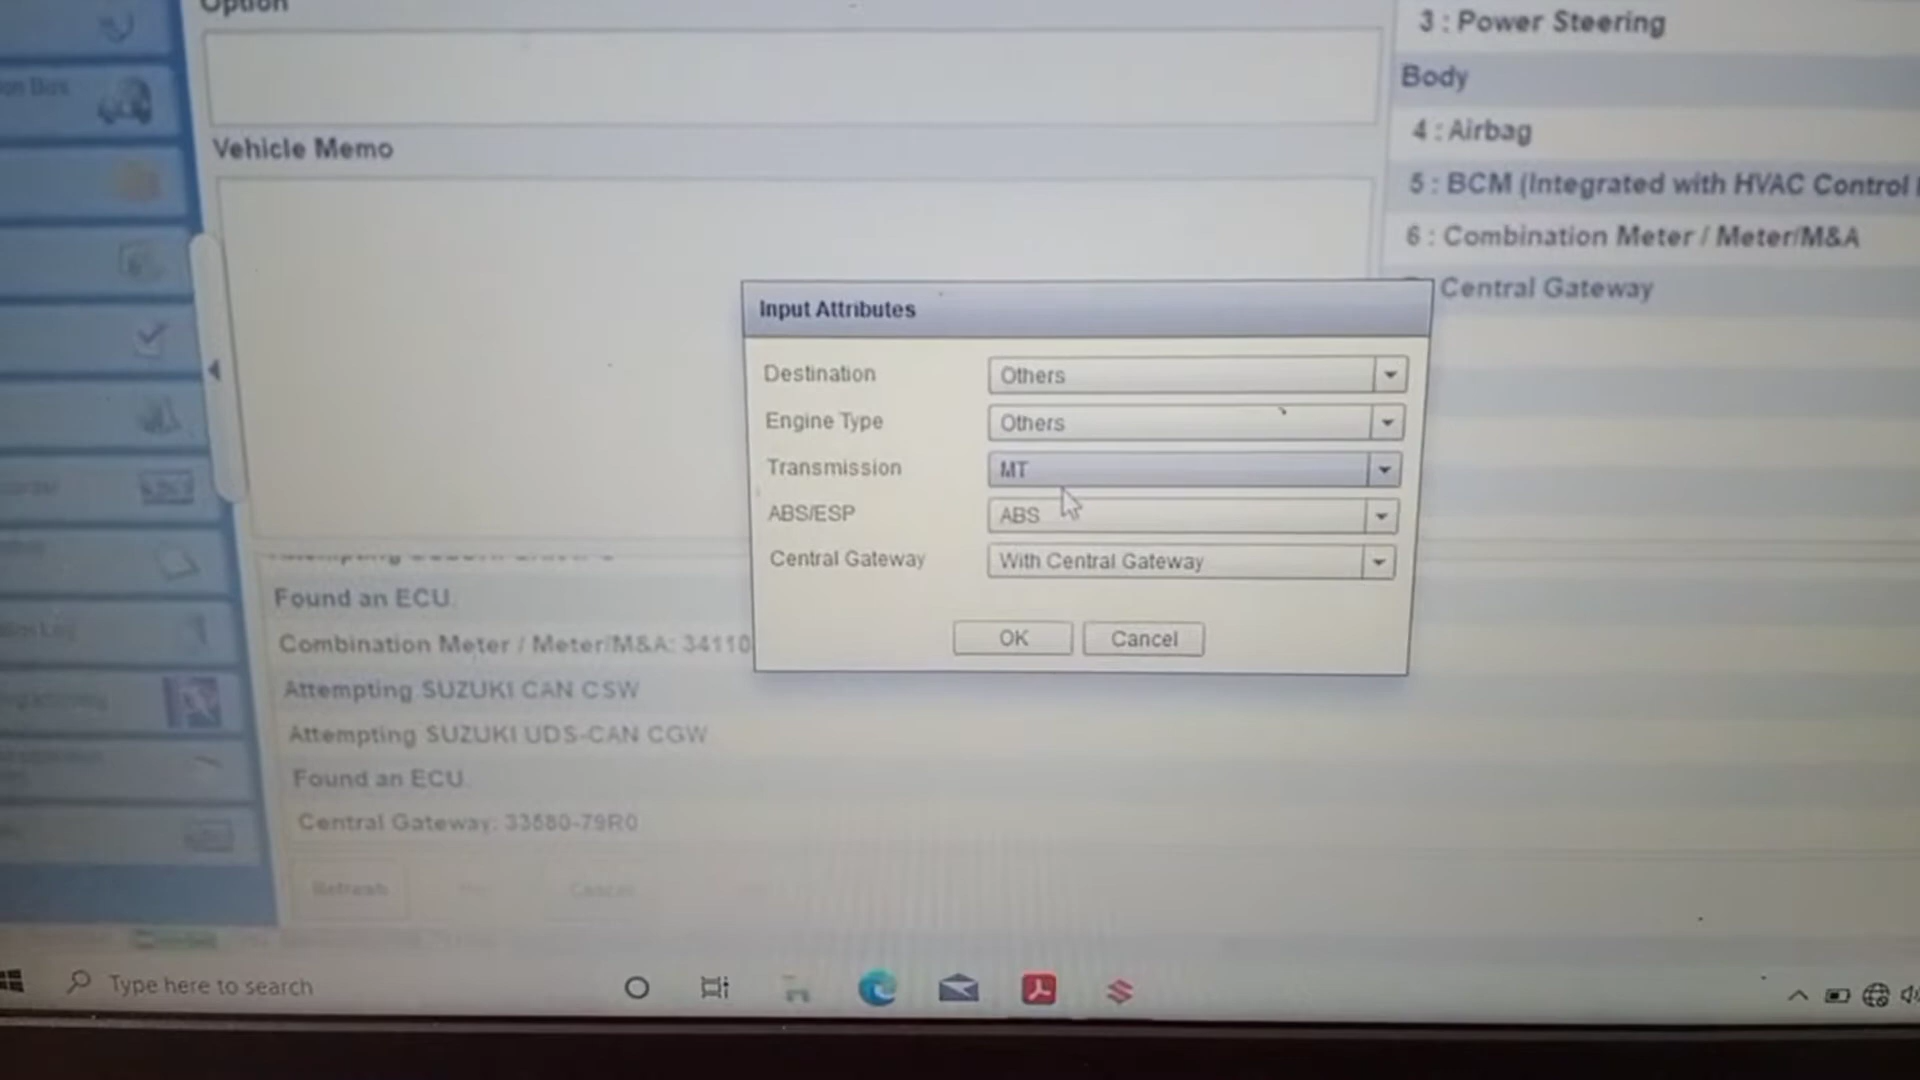 Option
Vehicle Memo
3 : Power Steering
Body
4 : Airbag
5 : BCM (Integrated with HVAC Control
6 : Combination Meter / Meter/M&A
Central Gateway
Input Attributes
Destination Others
Engine Type Others
Transmission MT
ABS/ESP ABS
Central Gateway With Central Gateway
OK Cancel
Found an ECU.
Combination Meter / Meter/M&A: 34110
Attempting SUZUKI CAN CSW
Attempting SUZUKI UDS-CAN CGW
Found an ECU.
Central Gateway: 33580-79R0
Refresh Cancel
Type here to search